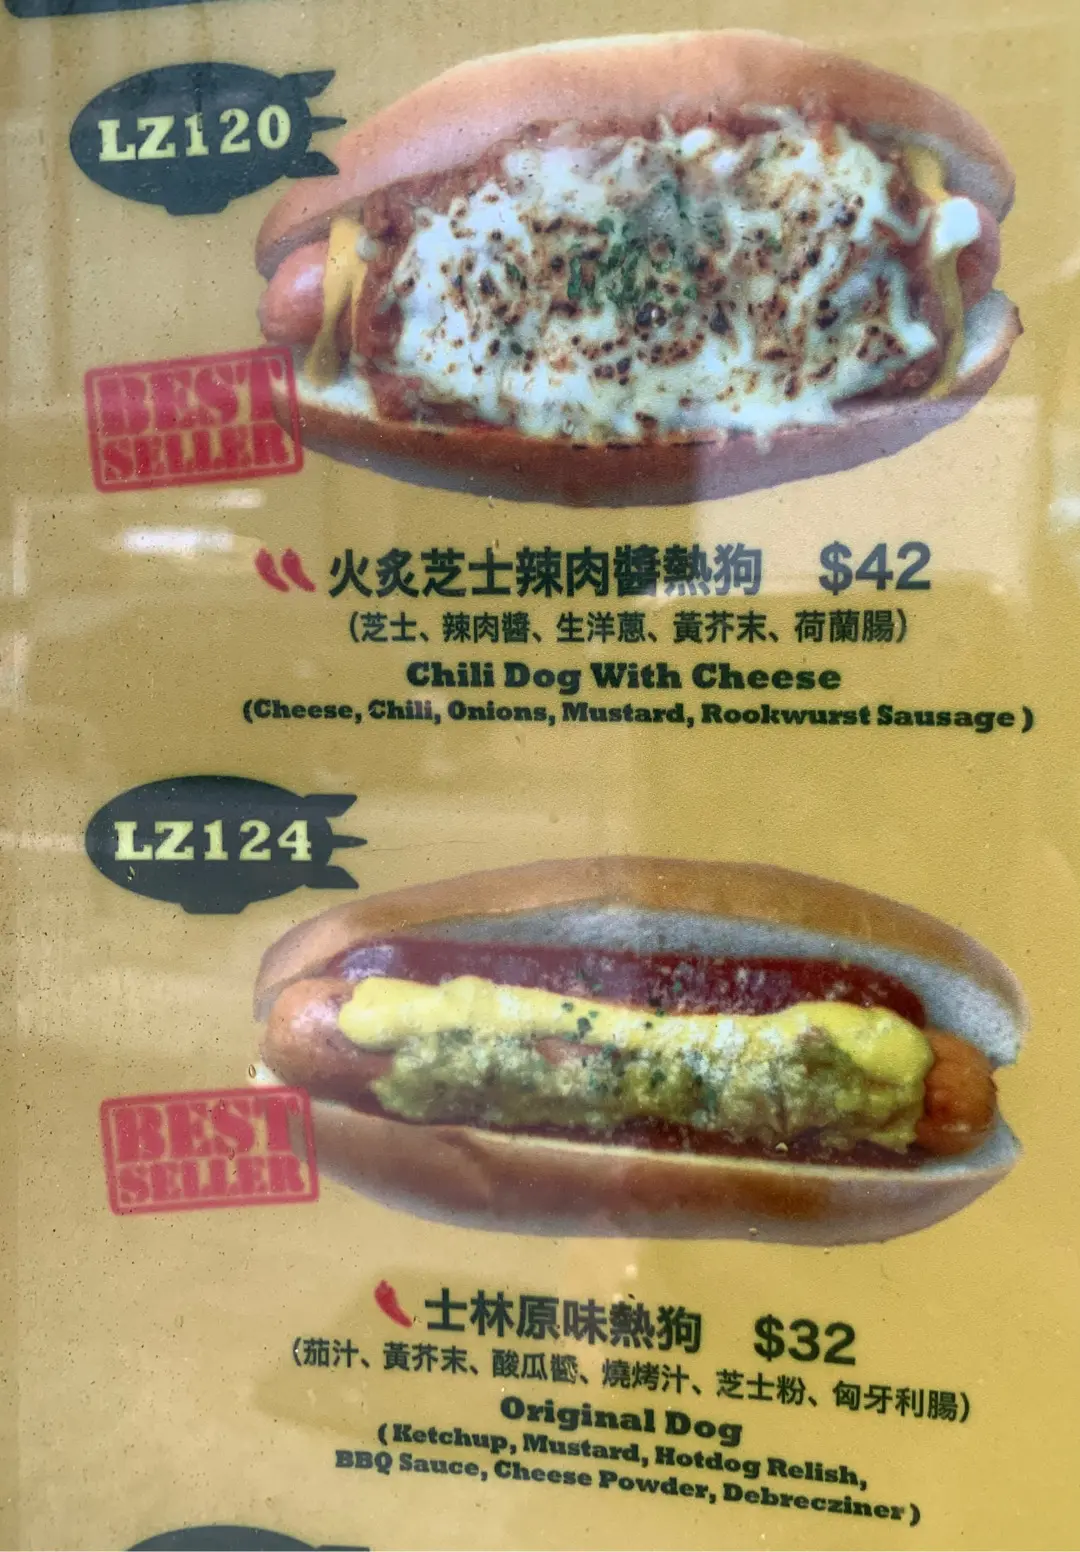 LZ120
BEST
SELLER
火炙芝士辣肉醬熱狗 $42
(芝士、辣肉醬、生洋蔥、黃芥末、荷蘭腸)
Chili Dog With Cheese
(Cheese, Chili, Onions, Mustard, Rookwurst Sausage)
LZ124
BEST
SELLER
士林原味熱狗 $32
(茄汁、黃芥末、酸瓜醬、燒烤汁、芝士粉、匈牙利腸)
Original Dog
(Ketchup, Mustard, Hotdog Relish,
BBQ Sauce, Cheese Powder, Debrecziner)